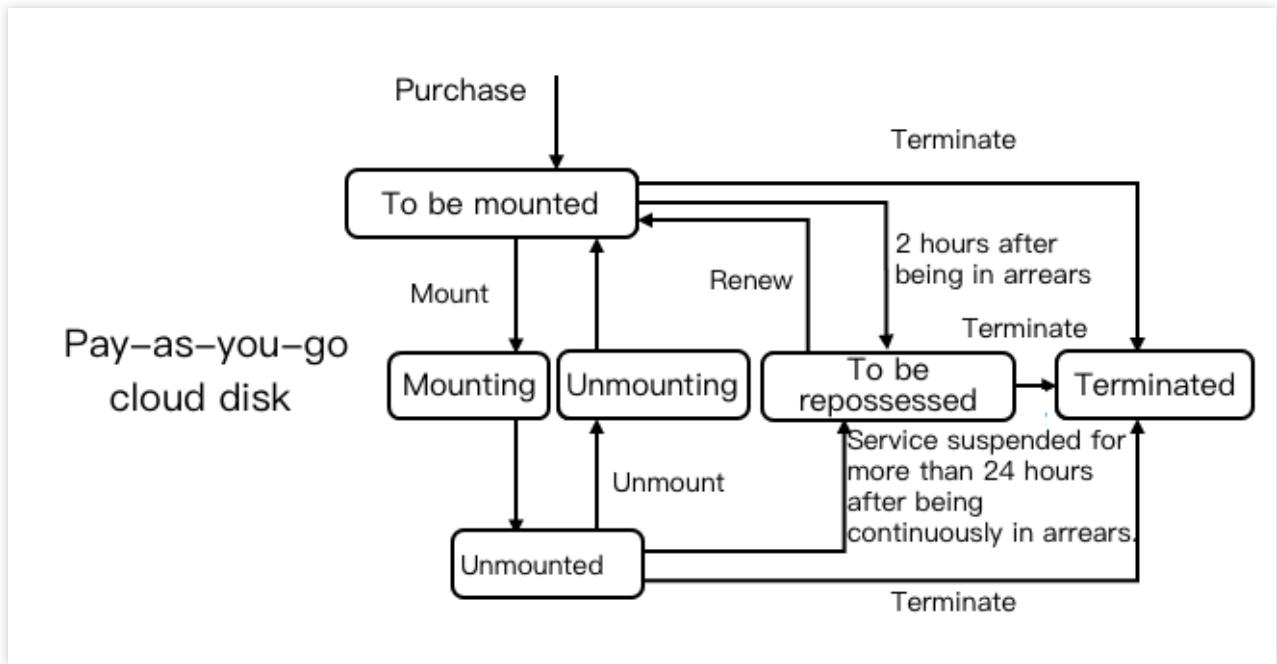 Purchase
Terminate
To be mounted
2 hours after
being in arrears
Renew
Mount
Terminate
Pay-as-you-go
cloud disk
Mounting
Unmounting
To be
repossessed
Terminated
Service suspended for
more than 24 hours
after being
continuously in arrears.
Unmount
Unmounted
Terminate